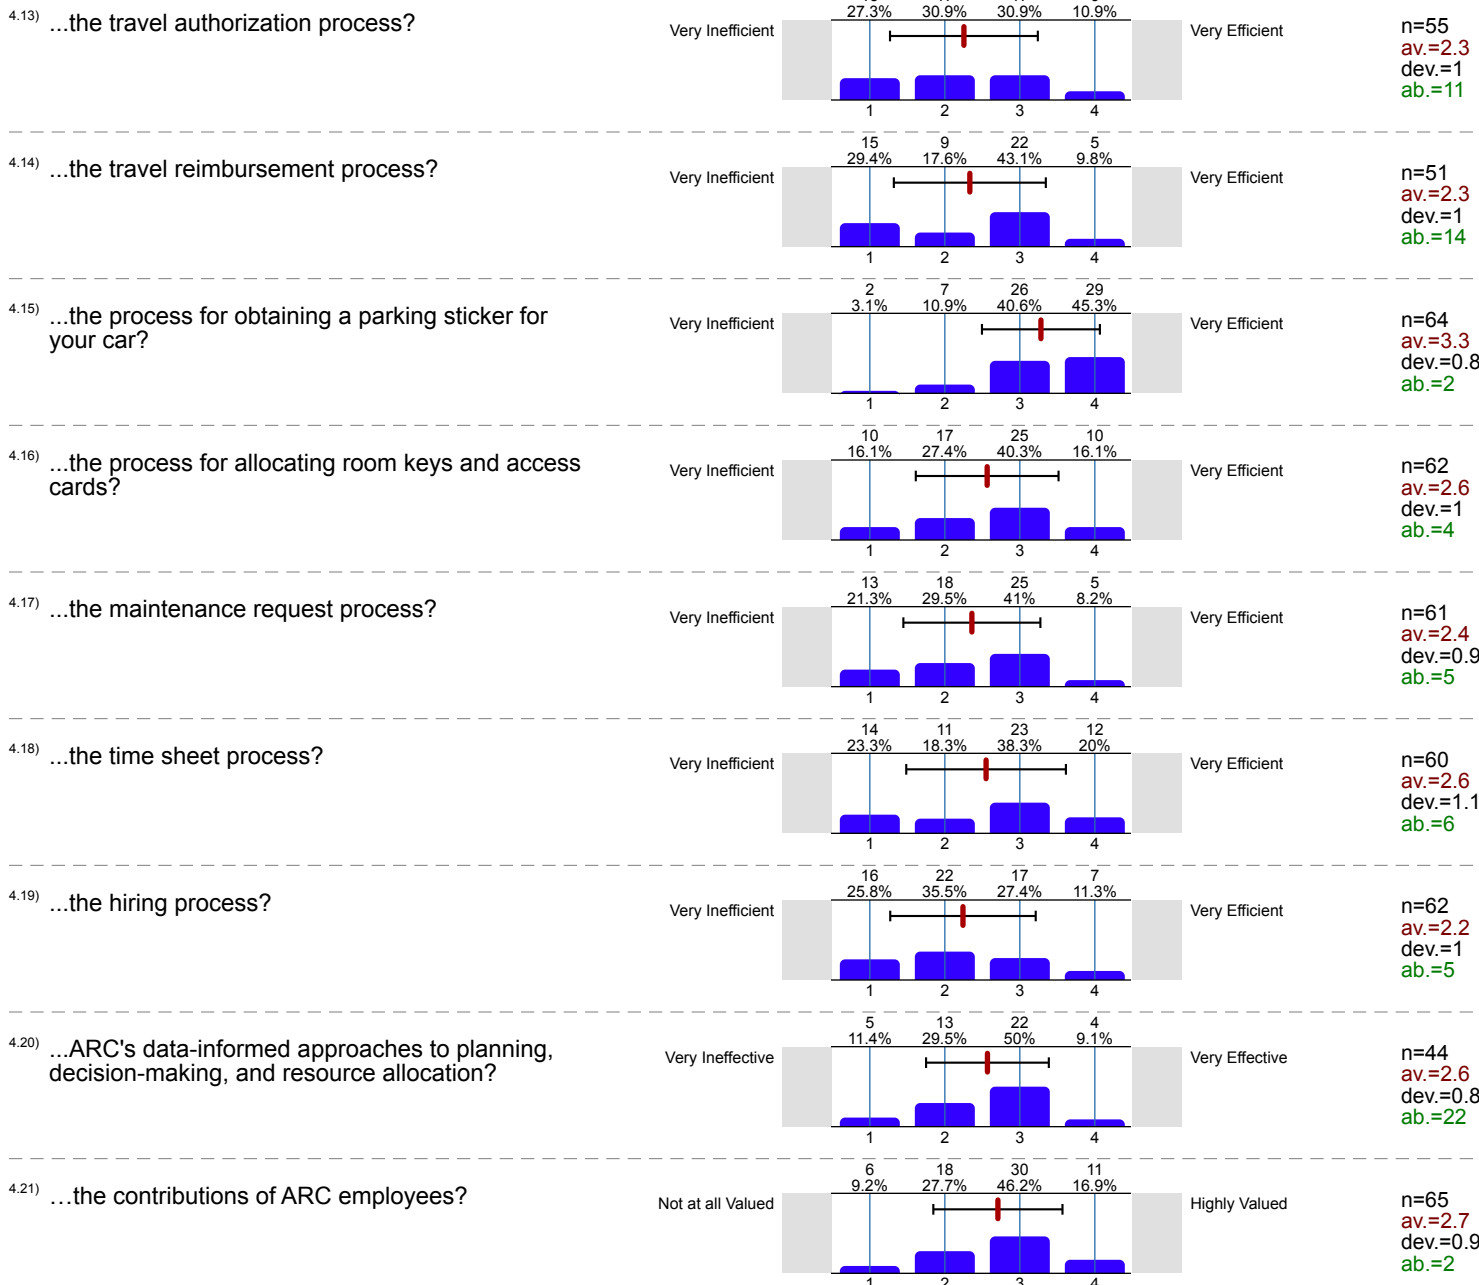 4.13) ...the travel authorization process?
Very Inefficient
27.3% 30.9% 30.9% 10.9%
1 2 3 4
Very Efficient
n=55
av.=2.3
dev.=1
ab.=11
4.14) ...the travel reimbursement process?
Very Inefficient
15 9 22 5
29.4% 17.6% 43.1% 9.8%
1 2 3 4
Very Efficient
n=51
av.=2.3
dev.=1
ab.=14
4.15) ...the process for obtaining a parking sticker for
your car?
Very Inefficient
2 7 26 29
3.1% 10.9% 40.6% 45.3%
1 2 3 4
Very Efficient
n=64
av.=3.3
dev.=0.8
ab.=2
4.16) ...the process for allocating room keys and access
cards?
Very Inefficient
10 17 25 10
16.1% 27.4% 40.3% 16.1%
1 2 3 4
Very Efficient
n=62
av.=2.6
dev.=1
ab.=4
4.17) ...the maintenance request process?
Very Inefficient
13 18 25 5
21.3% 29.5% 41% 8.2%
1 2 3 4
Very Efficient
n=61
av.=2.4
dev.=0.9
ab.=5
4.18) ...the time sheet process?
Very Inefficient
14 11 23 12
23.3% 18.3% 38.3% 20%
1 2 3 4
Very Efficient
n=60
av.=2.6
dev.=1.1
ab.=6
4.19) ...the hiring process?
Very Inefficient
16 22 17 7
25.8% 35.5% 27.4% 11.3%
1 2 3 4
Very Efficient
n=62
av.=2.2
dev.=1
ab.=5
4.20) ...ARC's data-informed approaches to planning,
decision-making, and resource allocation?
Very Ineffective
5 13 22 4
11.4% 29.5% 50% 9.1%
1 2 3 4
Very Effective
n=44
av.=2.6
dev.=0.8
ab.=22
4.21) …the contributions of ARC employees?
Not at all Valued
6 18 30 11
9.2% 27.7% 46.2% 16.9%
1 2 3 4
Highly Valued
n=65
av.=2.7
dev.=0.9
ab.=2